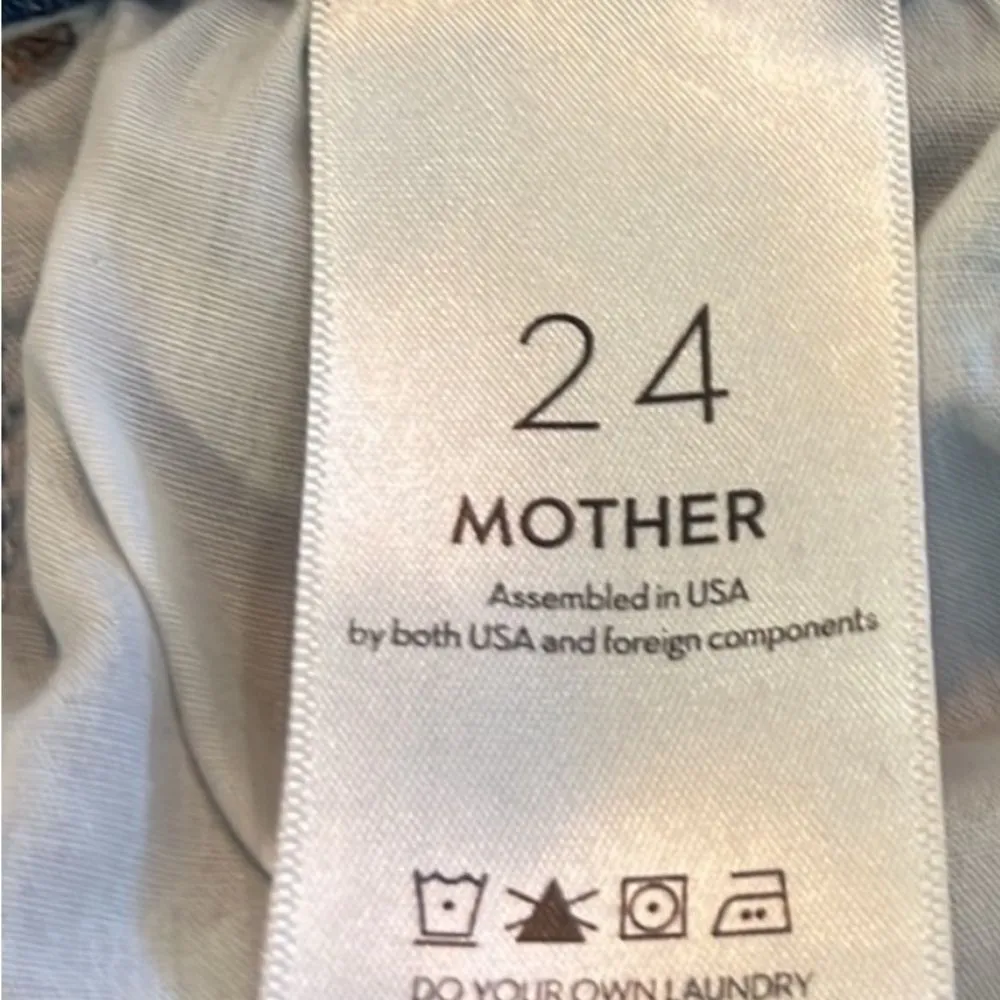 24
MOTHER
Assembled in USA
by both USA and foreign components
DO YOUR OWN LAUNDRY